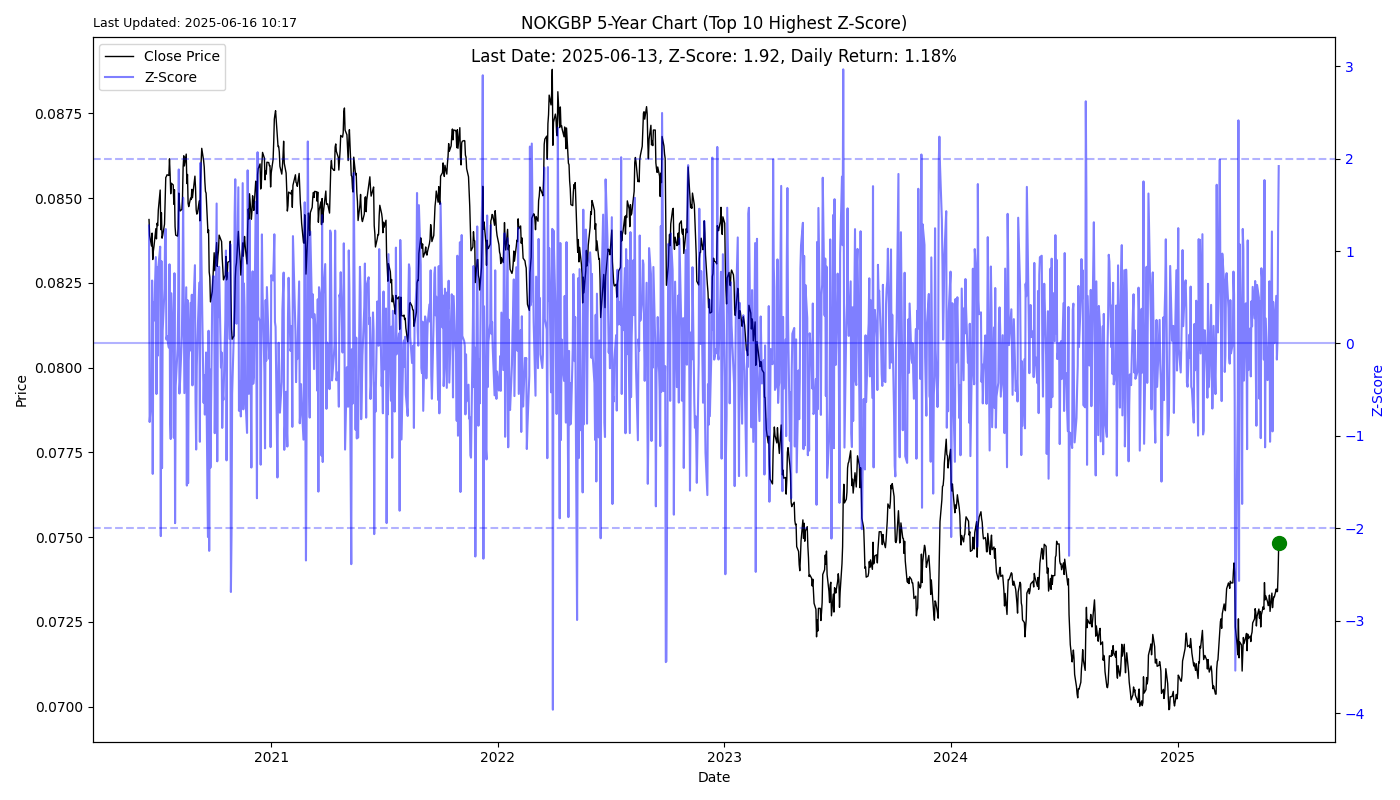 Last Updated: 2025-06-16 10:17
NOKGBP 5-Year Chart (Top 10 Highest Z-Score)
Last Date: 2025-06-13, Z-Score: 1.92, Daily Return: 1.18%
Close Price
Z-Score
0.0875
0.0850
0.0825
0.0800
0.0775
0.0750
0.0725
0.0700
Price
3
2
1
0
−1
−2
−3
−4
Z-Score
2021
2022
2023
2024
2025
Date